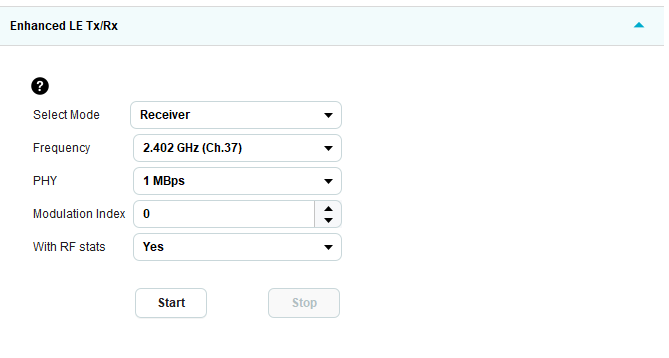 Enhanced LE Tx/Rx
?
Select Mode Receiver
Frequency 2.402 GHz (Ch.37)
PHY 1 MBps
Modulation Index 0
With RF stats Yes
Start Stop